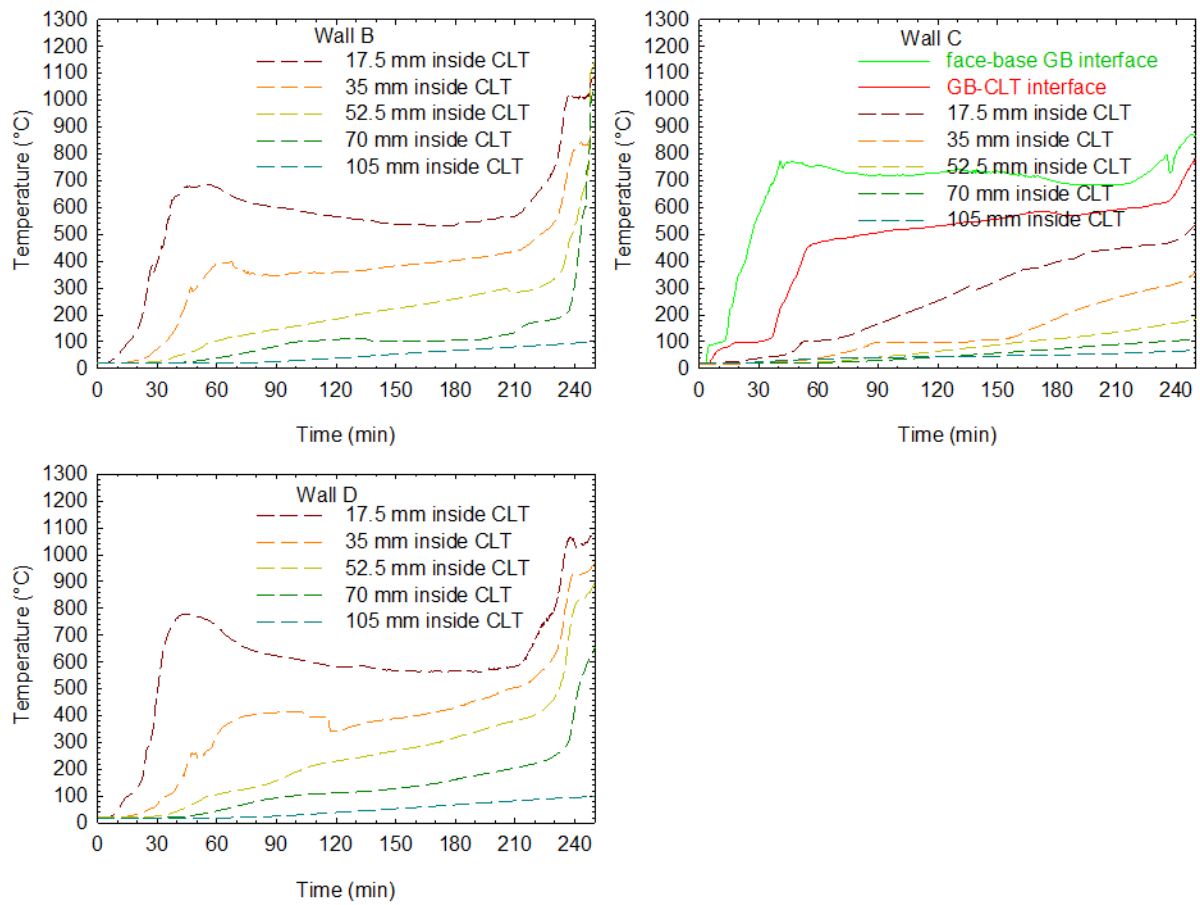 Wall B
17.5 mm inside CLT
35 mm inside CLT
52.5 mm inside CLT
70 mm inside CLT
105 mm inside CLT
Temperature (°C)
1300
1200
1100
1000
900
800
700
600
500
400
300
200
100
0
0 30 60 90 120 150 180 210 240
Time (min)
Wall C
face-base GB interface
GB-CLT interface
17.5 mm inside CLT
35 mm inside CLT
52.5 mm inside CLT
70 mm inside CLT
105 mm inside CLT
Temperature (°C)
1300
1200
1100
1000
900
800
700
600
500
400
300
200
100
0
0 30 60 90 120 150 180 210 240
Time (min)
Wall D
17.5 mm inside CLT
35 mm inside CLT
52.5 mm inside CLT
70 mm inside CLT
105 mm inside CLT
Temperature (°C)
1300
1200
1100
1000
900
800
700
600
500
400
300
200
100
0
0 30 60 90 120 150 180 210 240
Time (min)